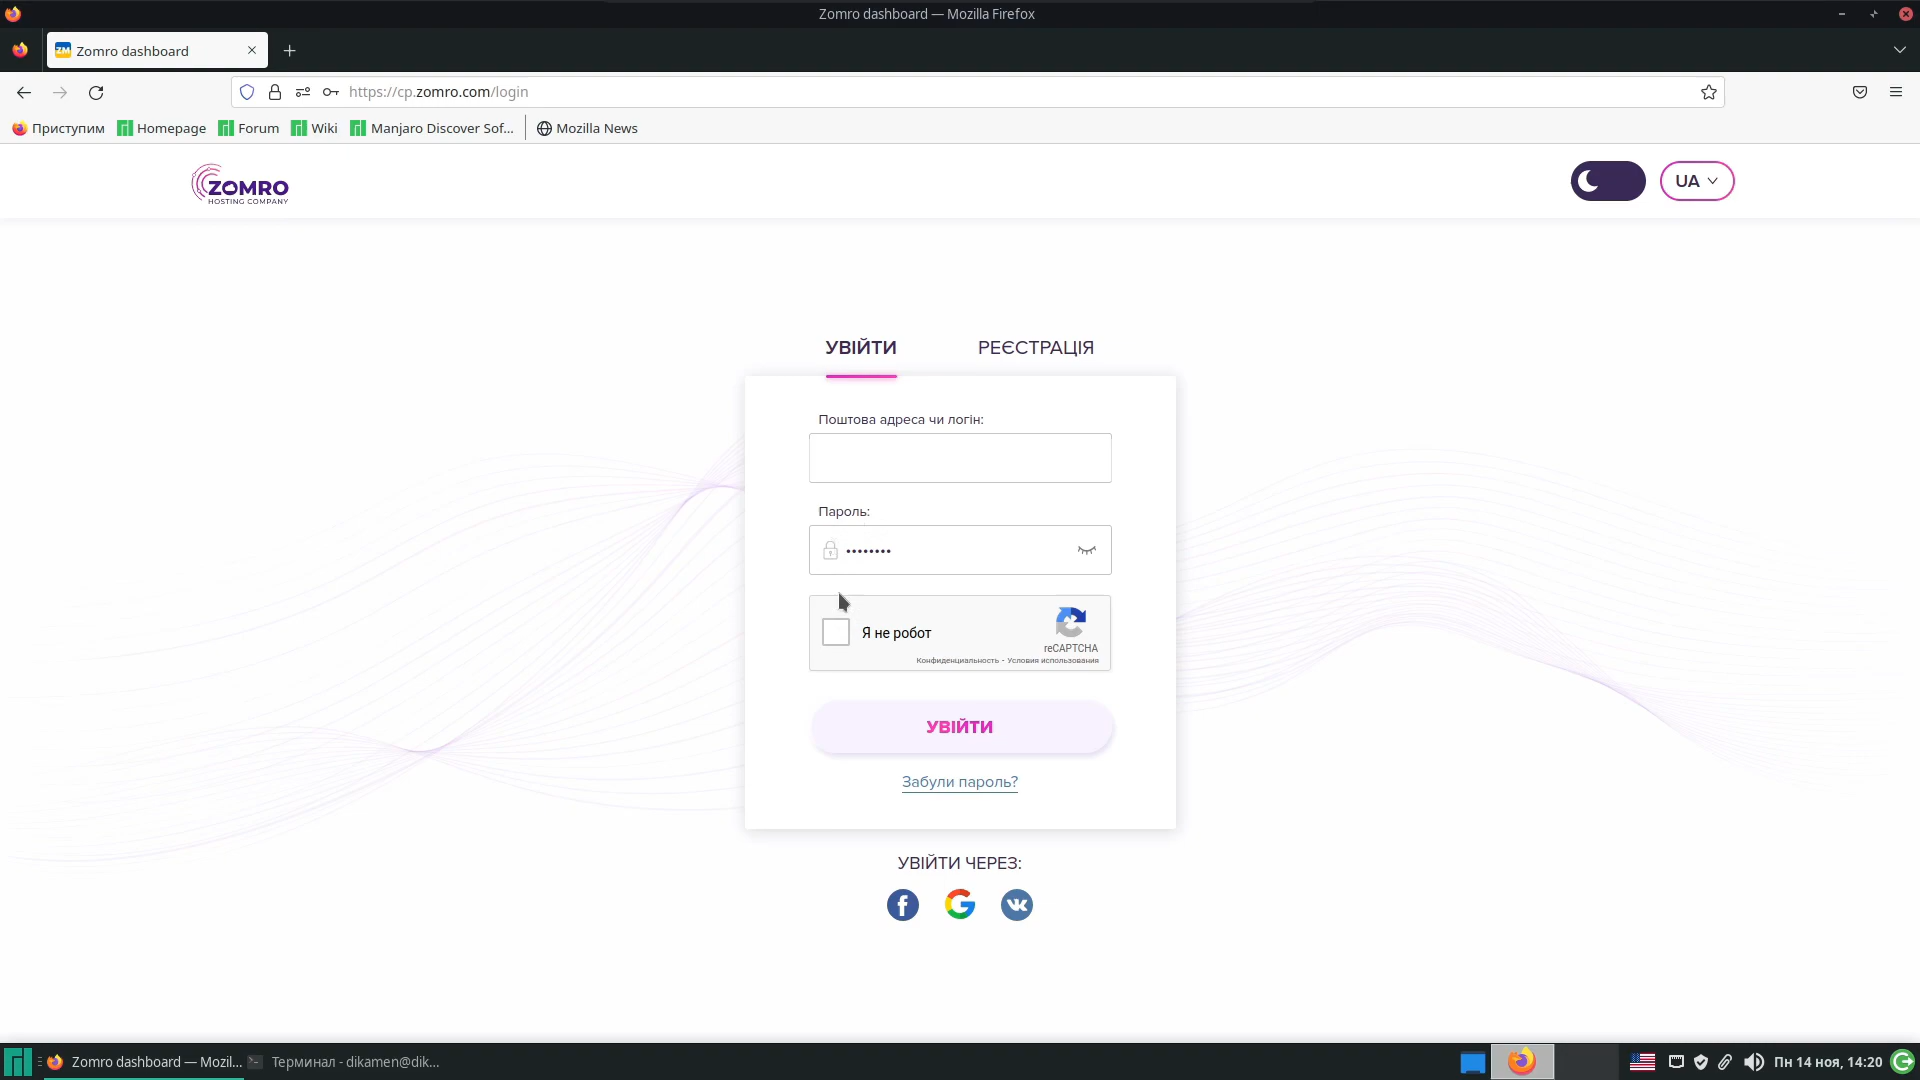 Zomro dashboard — Mozilla Firefox
Zomro dashboard
https://cp.zomro.com/login
Приступим
Homepage
Forum
Wiki
Manjaro Discover Sof...
Mozilla News
ZOMRO
HOSTING COMPANY
UA
УВІЙТИ
РЕЄСТРАЦІЯ
Поштова адреса чи логін:
Пароль:
••••••••
Я не робот
reCAPTCHA
Конфиденциальность - Условия использования
УВІЙТИ
Забули пароль?
УВІЙТИ ЧЕРЕЗ:
Zomro dashboard — Mozil...
Терминал - dikamen@dik...
Пн 14 ноя, 14:20